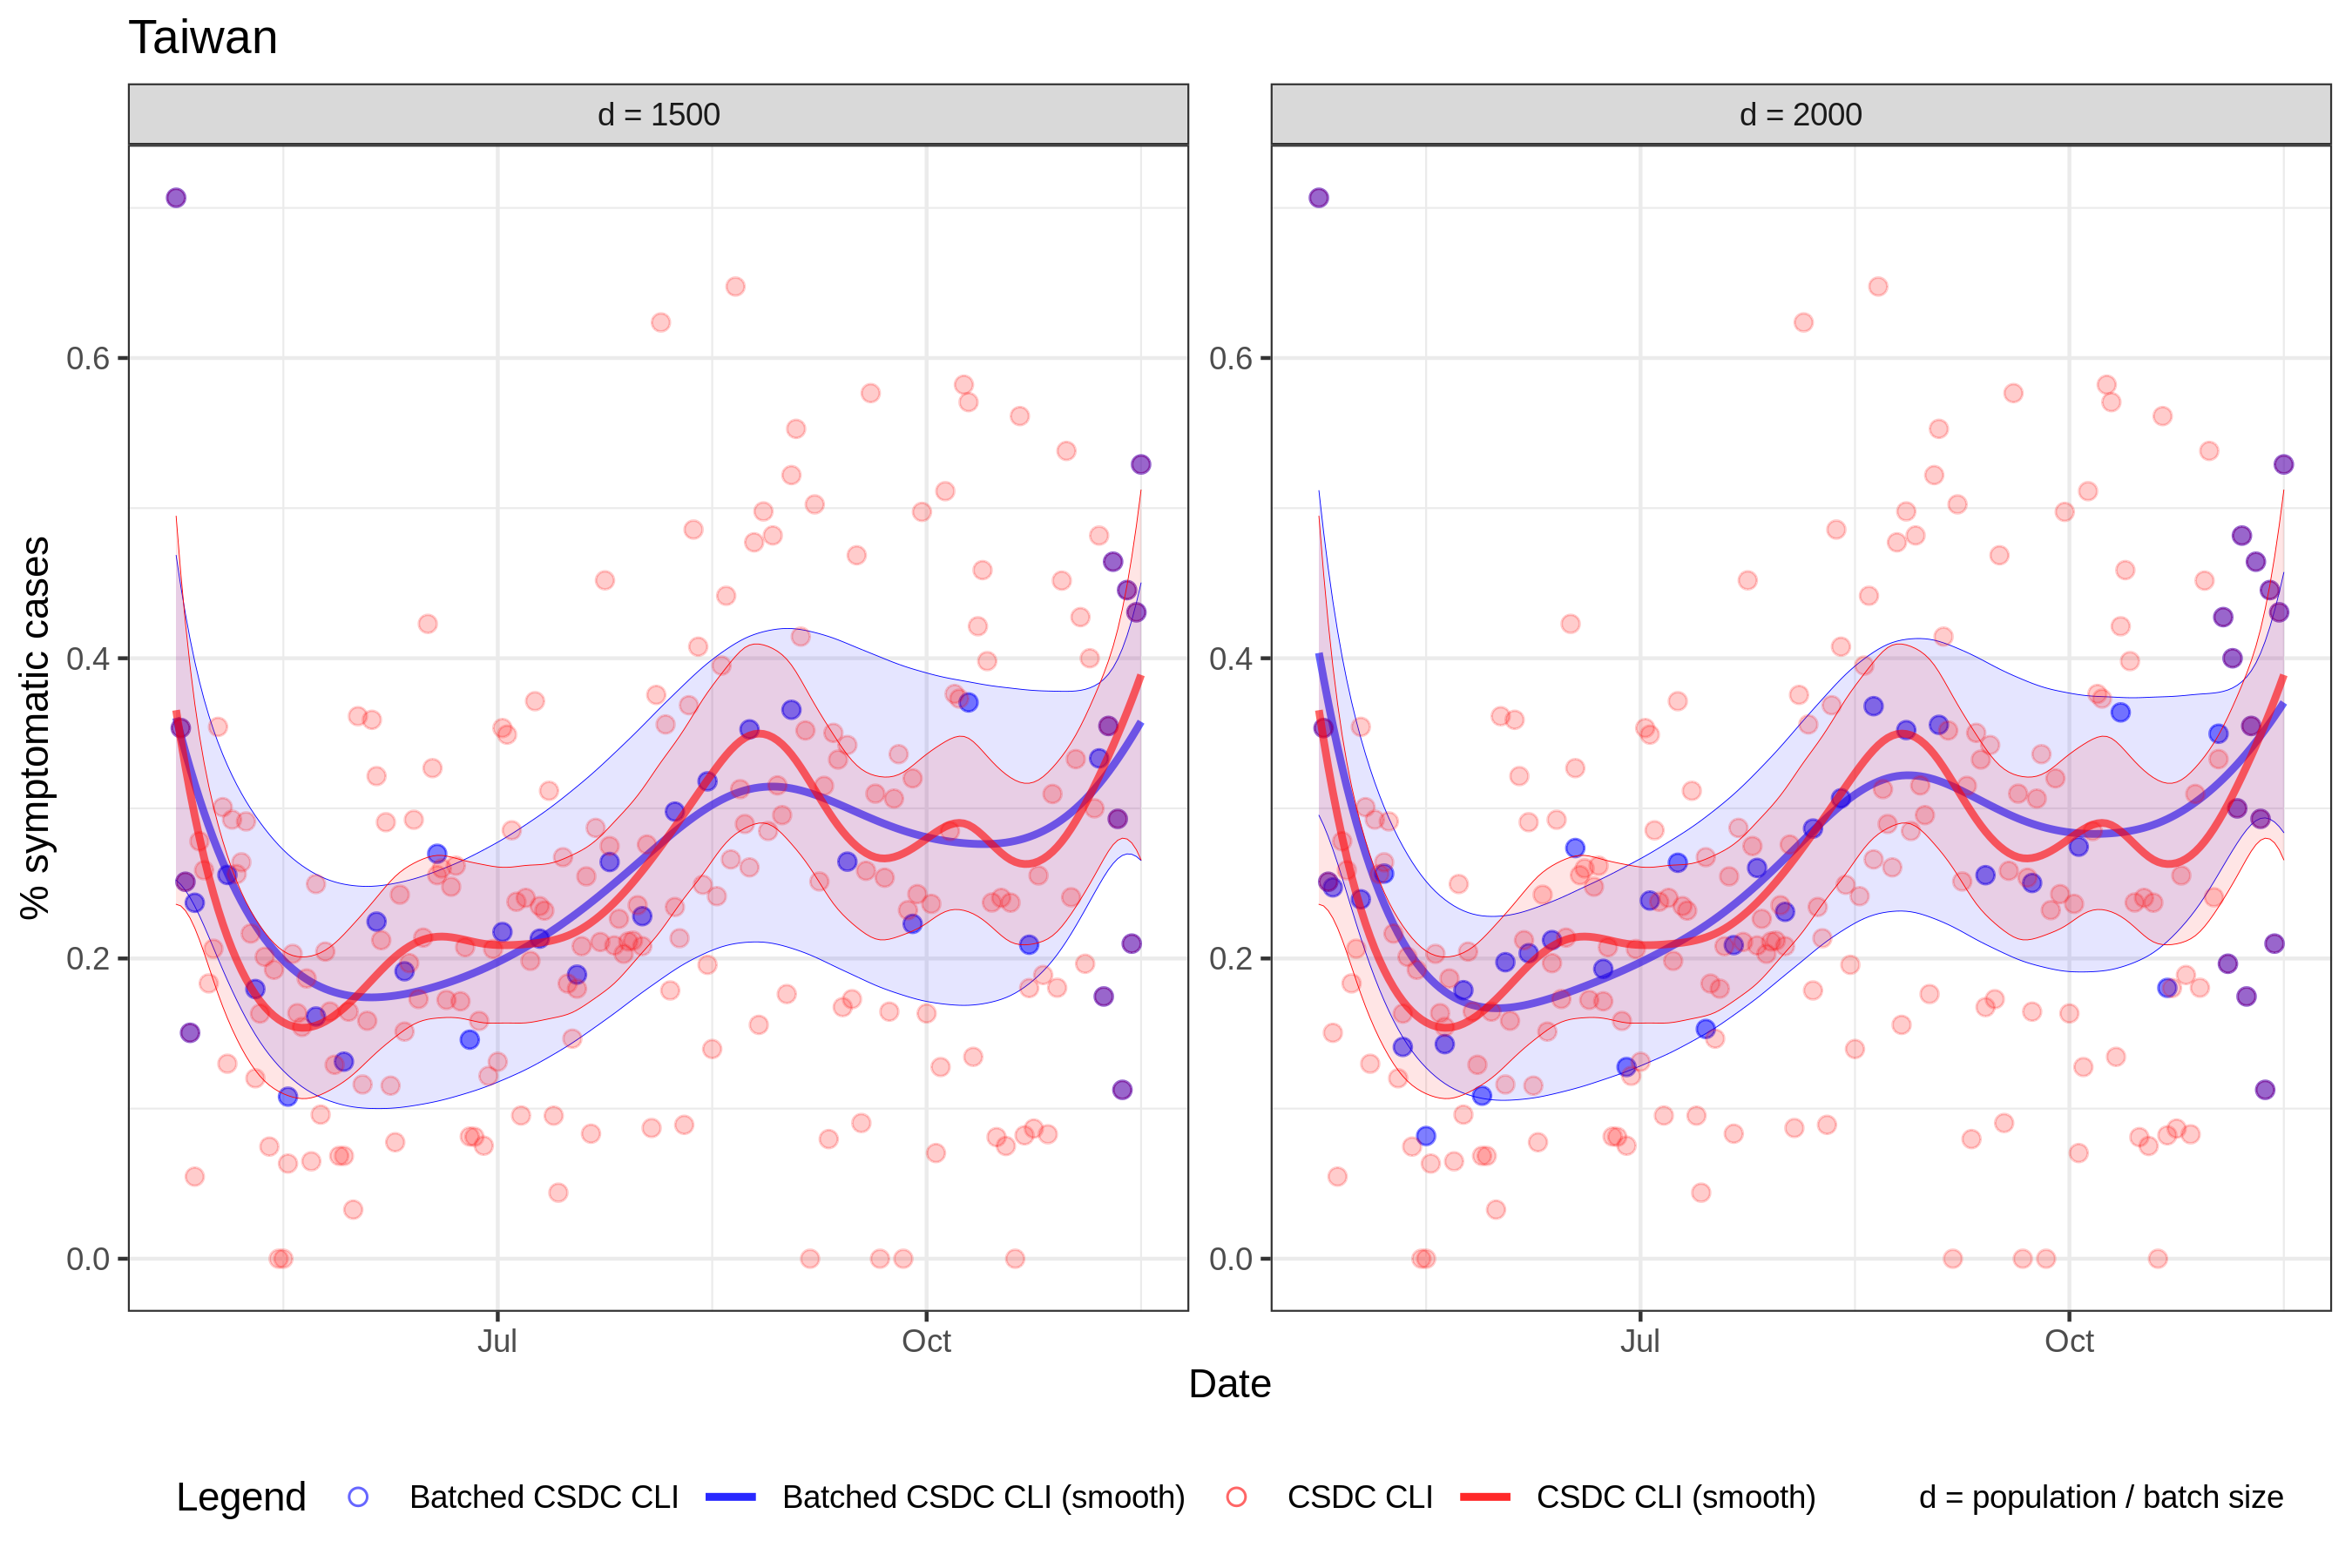 Taiwan
d = 1500
d = 2000
% symptomatic cases
0.6
0.4
0.2
0.0
0.6
0.4
0.2
0.0
Jul
Oct
Jul
Oct
Date
Legend
Batched CSDC CLI
Batched CSDC CLI (smooth)
CSDC CLI
CSDC CLI (smooth)
d = population / batch size